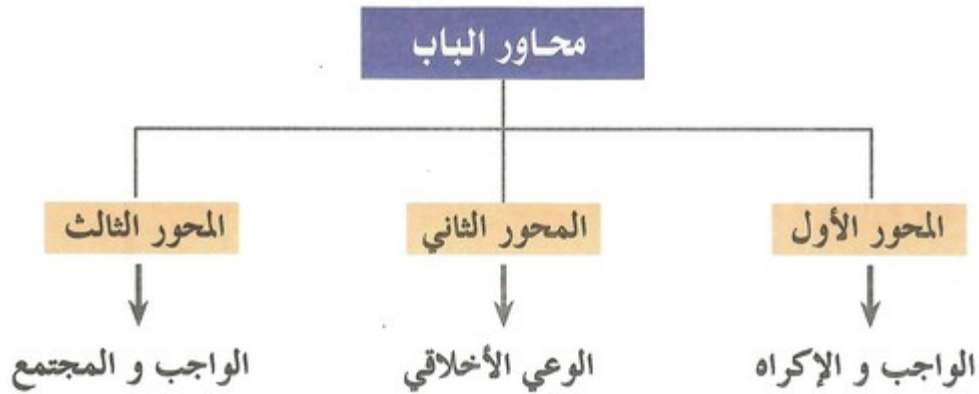 محاور الباب
المحور الأول
المحور الثاني
المحور الثالث
الواجب و الإكراه
الوعي الأخلاقي
الواجب و المجتمع